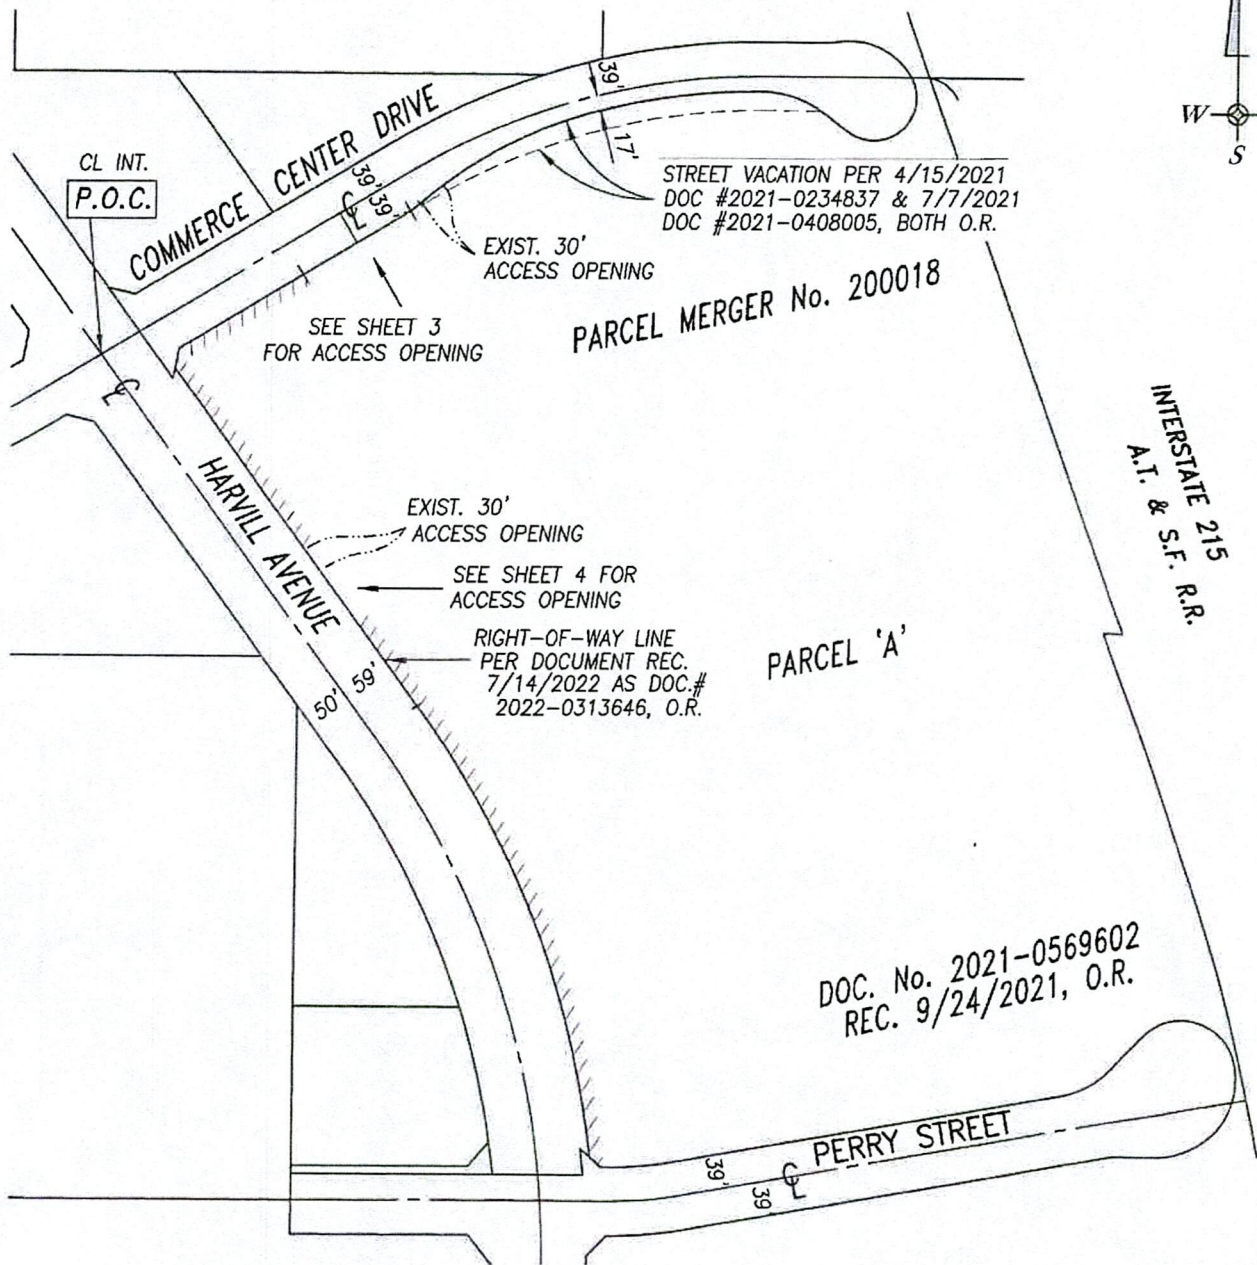 39'
W
S
CL INT.
P.O.C.
COMMERCE CENTER DRIVE
39' 39'
CL
17'
STREET VACATION PER 4/15/2021
DOC #2021-0234837 & 7/7/2021
DOC #2021-0408005, BOTH O.R.
EXIST. 30'
ACCESS OPENING
SEE SHEET 3
FOR ACCESS OPENING
PARCEL MERGER No. 200018
CL
INTERSTATE 215
A.T. & S.F. R.R.
HARVILL AVENUE
EXIST. 30'
ACCESS OPENING
SEE SHEET 4 FOR
ACCESS OPENING
RIGHT-OF-WAY LINE
PER DOCUMENT REC.
7/14/2022 AS DOC.#
2022-0313646, O.R.
PARCEL 'A'
50' 59'
DOC. No. 2021-0569602
REC. 9/24/2021, O.R.
PERRY STREET
39'
CL
39'